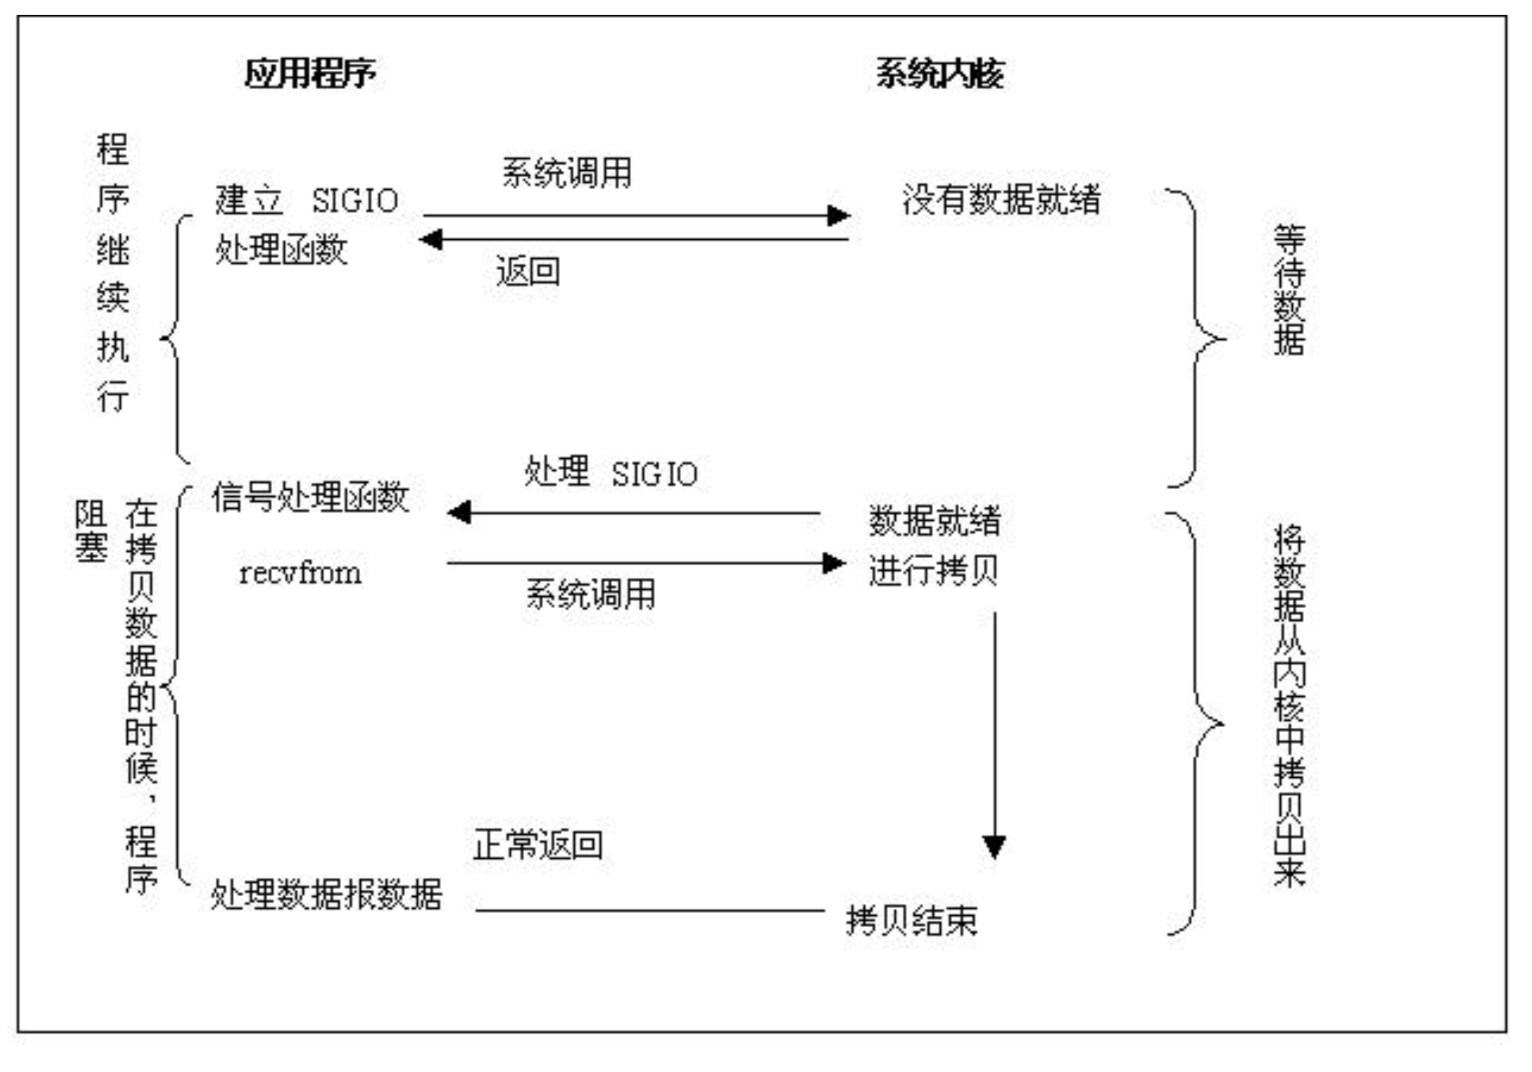 应用程序
系统内核
程序继续执行
建立 SIGIO
处理函数
系统调用
返回
没有数据就绪
等待数据
在拷贝数据的时候，程序
阻塞
信号处理函数
recvfrom
处理 SIGIO
系统调用
数据就绪
进行拷贝
将数据从内核中拷贝出来
正常返回
处理数据报数据
拷贝结束